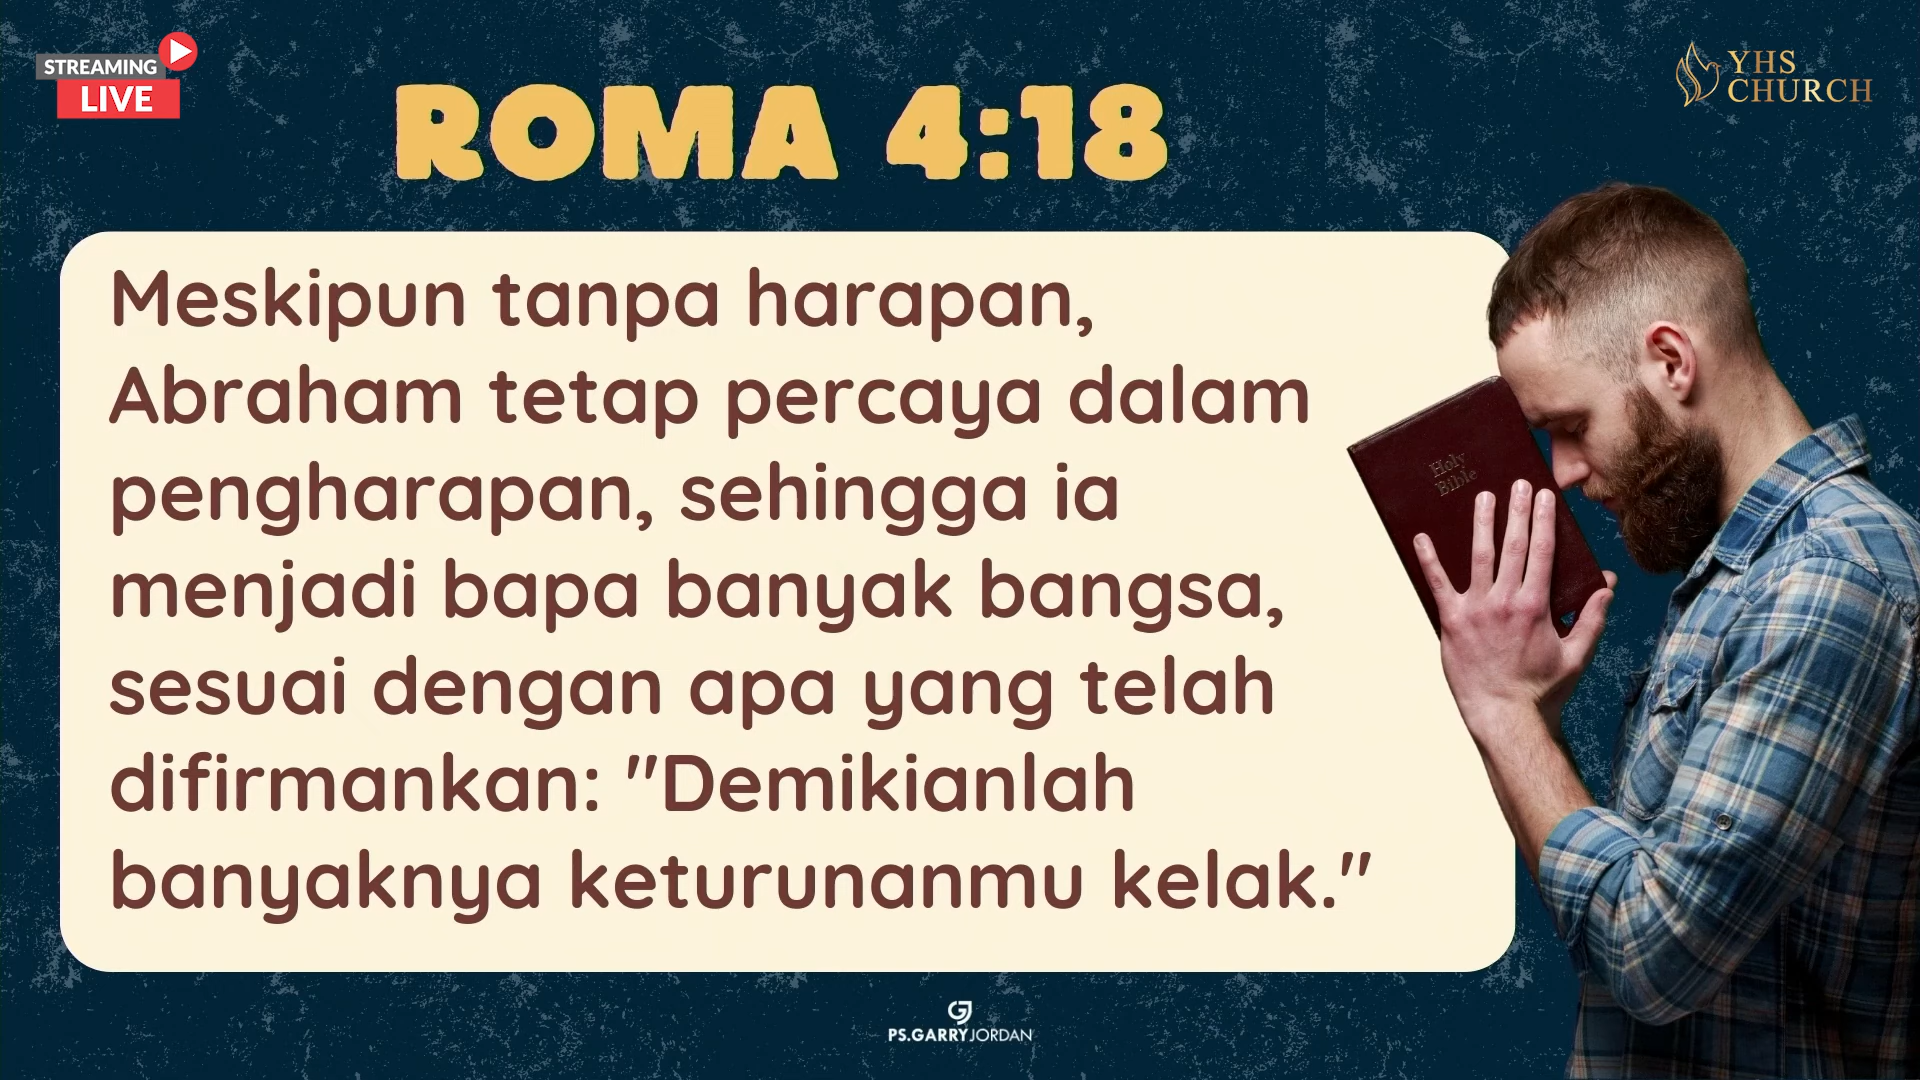 STREAMING
LIVE
YHS
CHURCH
ROMA 4:18
Meskipun tanpa harapan,
Abraham tetap percaya dalam
pengharapan, sehingga ia
menjadi bapa banyak bangsa,
sesuai dengan apa yang telah
difirmankan: "Demikianlah
banyaknya keturunanmu kelak."
Holy
Bible
PS.GARRYJORDAN